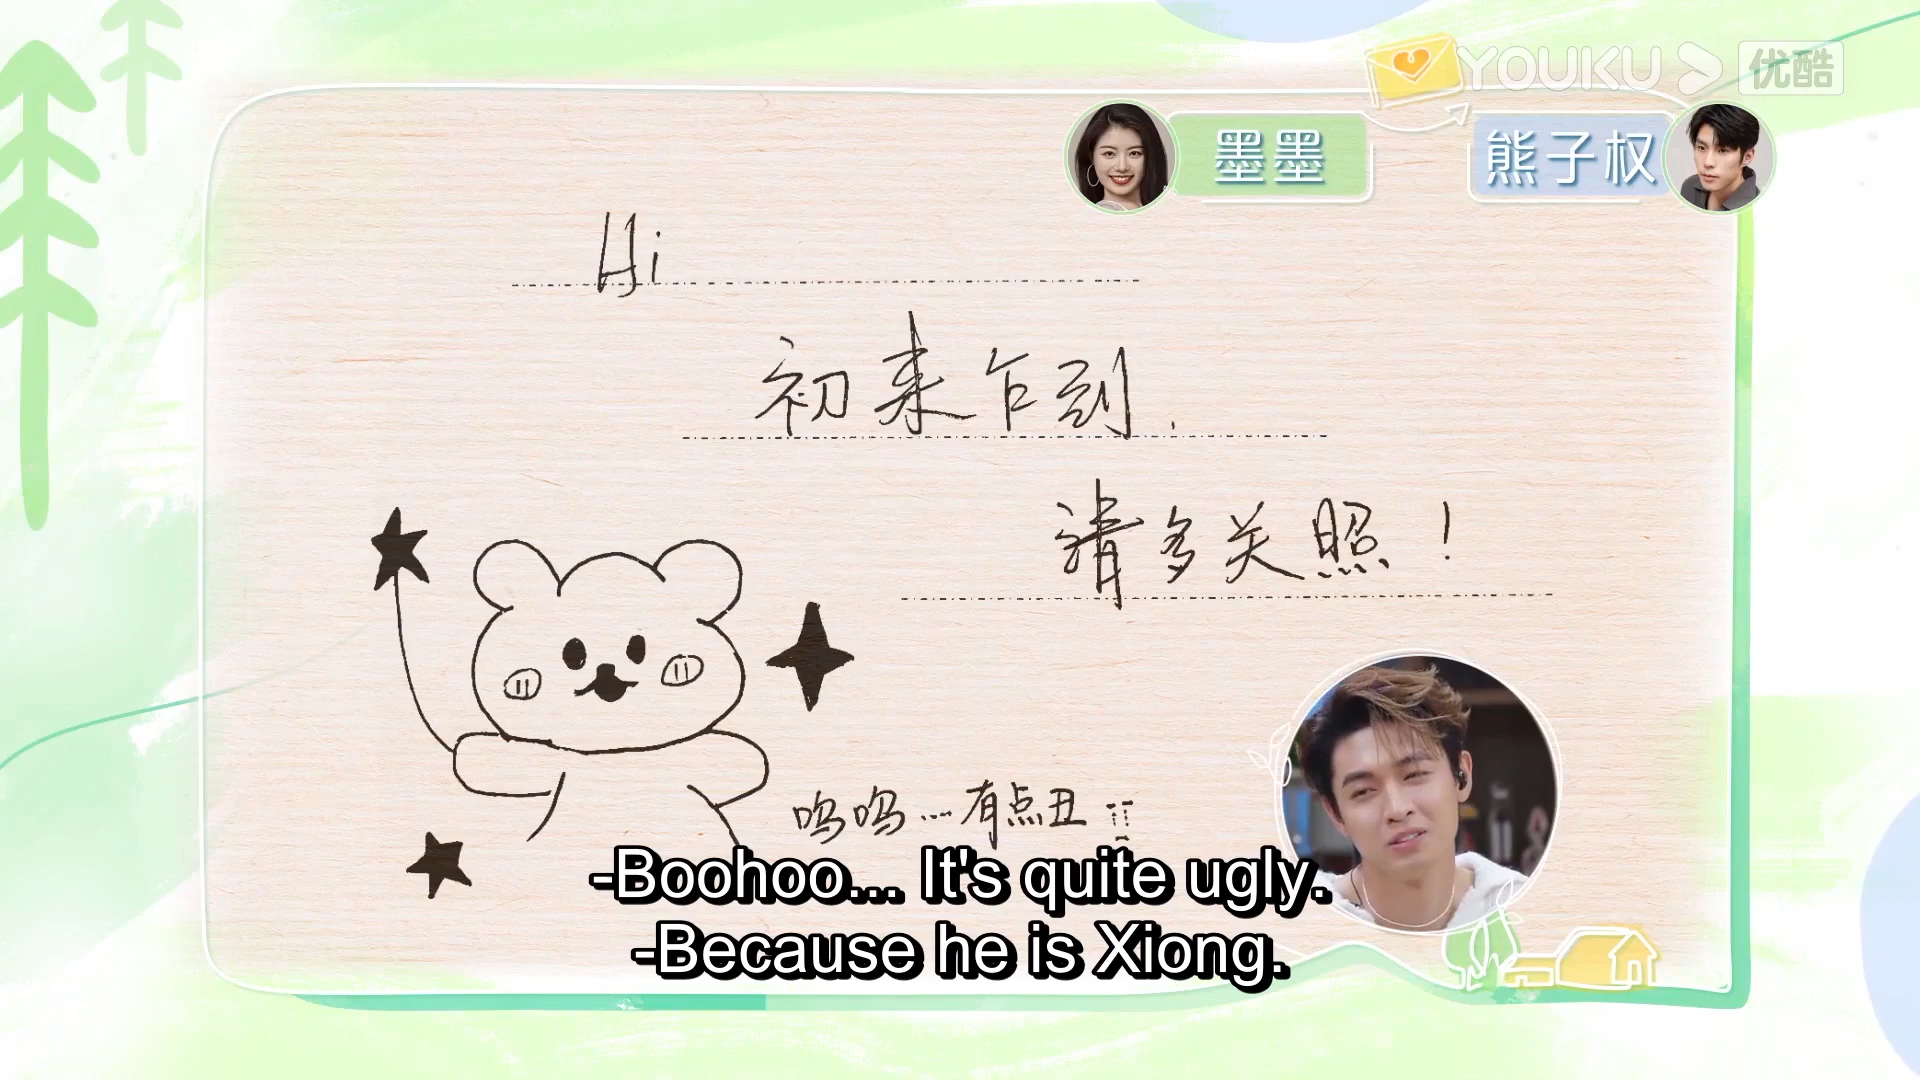 YOUKU 优酷
墨墨
熊子权
Hi
初来乍到.
请多关照!
呜呜...有点丑
-Boohoo... It's quite ugly.
-Because he is Xiong.